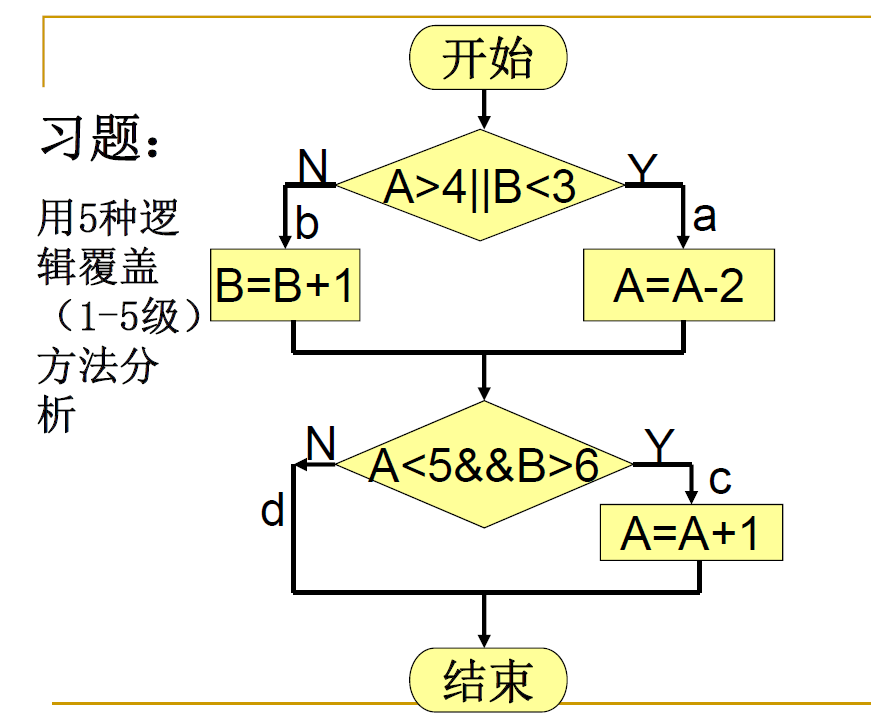 开始
习题：
用5种逻
辑覆盖
（1-5级）
方法分
析
N
A>4||B<3
Y
b
a
B=B+1
A=A-2
N
A<5&&B>6
Y
d
c
A=A+1
结束